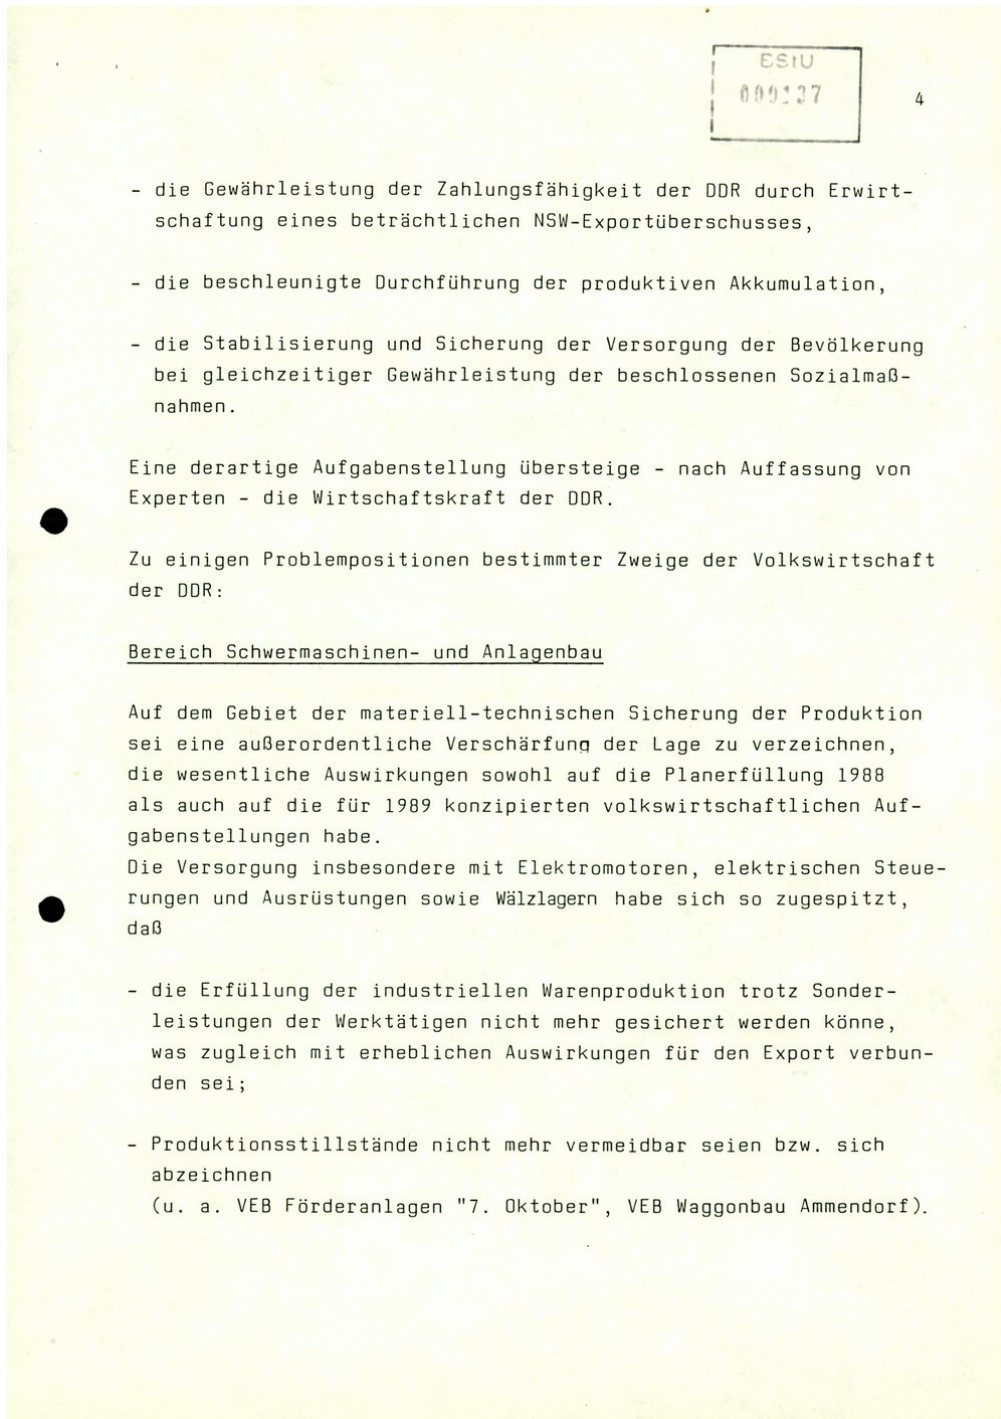 BStU
000137
4
- die Gewährleistung der Zahlungsfähigkeit der DDR durch Erwirt-
schaftung eines beträchtlichen NSW-Exportüberschusses,
- die beschleunigte Durchführung der produktiven Akkumulation,
- die Stabilisierung und Sicherung der Versorgung der Bevölkerung
bei gleichzeitiger Gewährleistung der beschlossenen Sozialmaß-
nahmen.
Eine derartige Aufgabenstellung übersteige - nach Auffassung von
Experten - die Wirtschaftskraft der DDR.
Zu einigen Problempositionen bestimmter Zweige der Volkswirtschaft
der DDR:
Bereich Schwermaschinen- und Anlagenbau
Auf dem Gebiet der materiell-technischen Sicherung der Produktion
sei eine außerordentliche Verschärfung der Lage zu verzeichnen,
die wesentliche Auswirkungen sowohl auf die Planerfüllung 1988
als auch auf die für 1989 konzipierten volkswirtschaftlichen Auf-
gabenstellungen habe.
Die Versorgung insbesondere mit Elektromotoren, elektrischen Steue-
rungen und Ausrüstungen sowie Wälzlagern habe sich so zugespitzt,
daß
- die Erfüllung der industriellen Warenproduktion trotz Sonder-
leistungen der Werktätigen nicht mehr gesichert werden könne,
was zugleich mit erheblichen Auswirkungen für den Export verbun-
den sei;
- Produktionsstillstände nicht mehr vermeidbar seien bzw. sich
abzeichnen
(u. a. VEB Förderanlagen "7. Oktober", VEB Waggonbau Ammendorf).